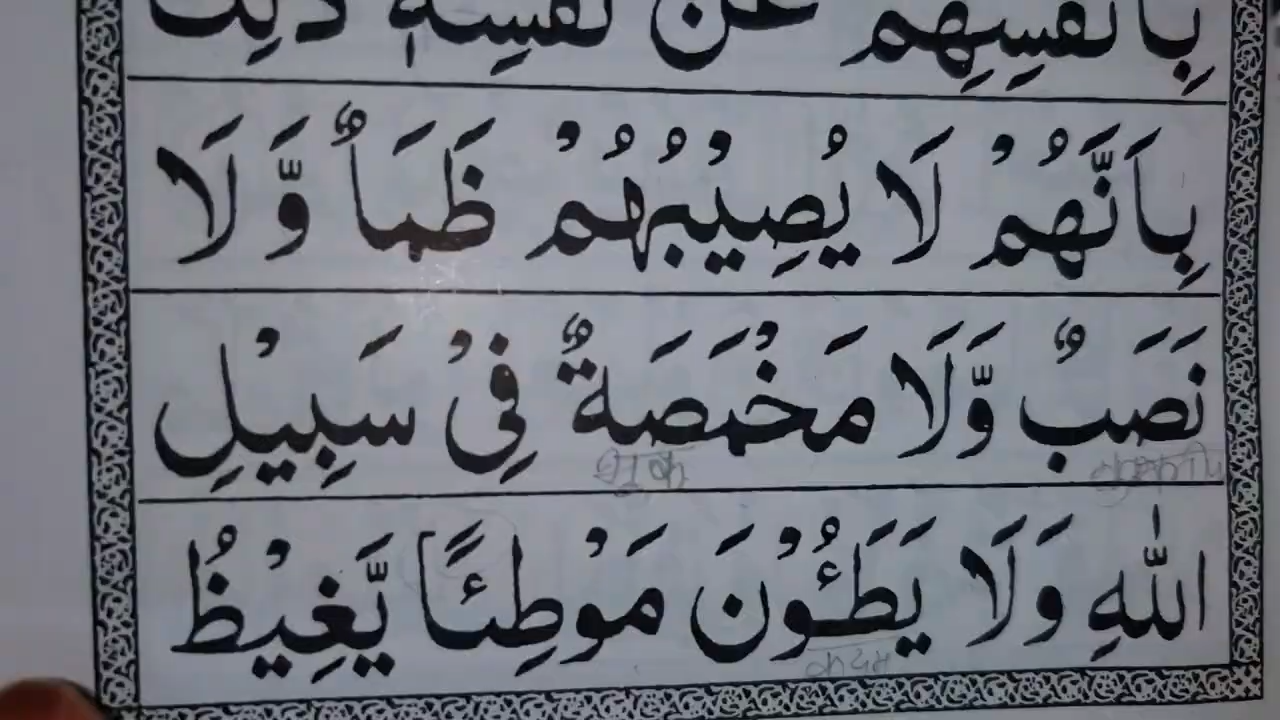 بِاَنْفُسِهِمْ عَنْ نَّفْسِهٖ ذٰلِكَ
بِاَنَّهُمْ لَا يُصِيْبُهُمْ ظَمَاٌ وَّلَا
نَصَبٌ وَّلَا مَخْمَصَةٌ فِیْ سَبِيْلِ
اللّٰهِ وَلَا يَطَـُٔوْنَ مَوْطِئًا يَّغِيْظُ